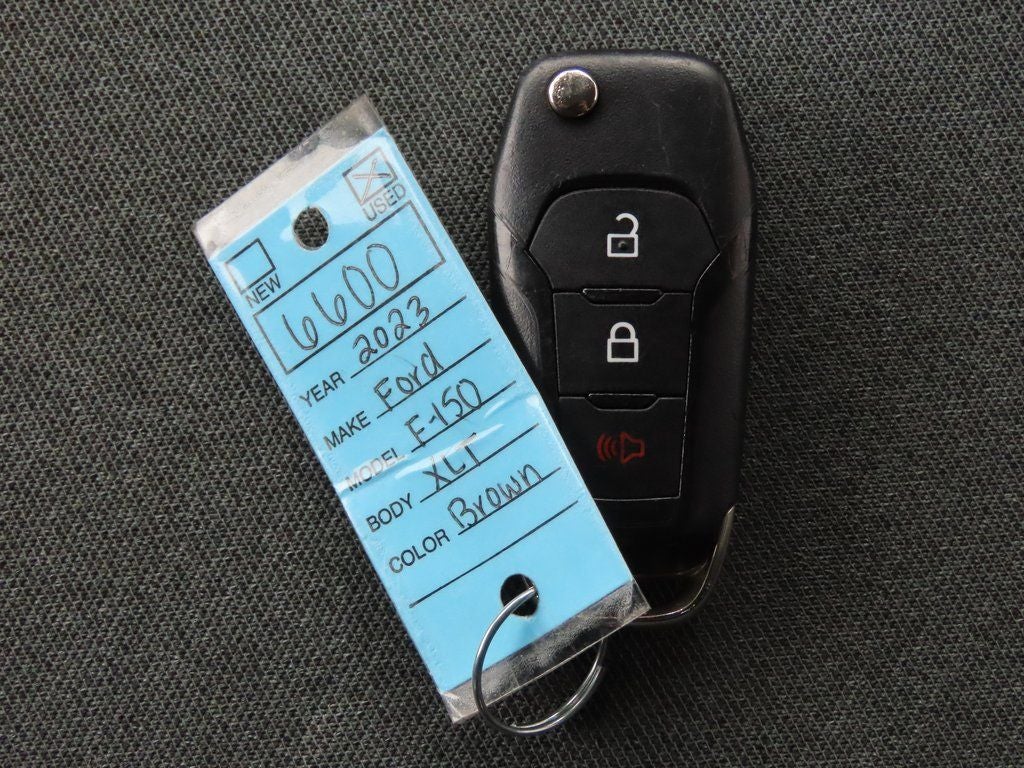 USED
NEW
6600
YEAR 2023
MAKE Ford
MODEL F-150
BODY XLT
COLOR Brown